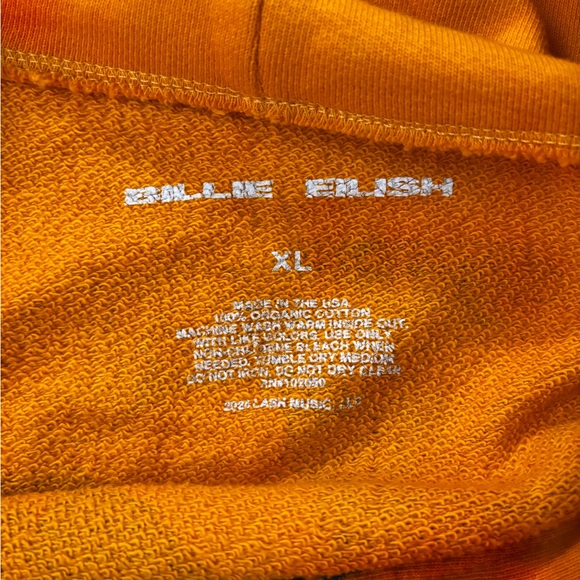 BILLIE EILISH
XL
MADE IN THE USA
100% ORGANIC COTTON
MACHINE WASH WARM INSIDE OUT,
WITH LIKE COLORS. USE ONLY
NON-CHLORINE BLEACH WHEN
NEEDED. TUMBLE DRY MEDIUM
DO NOT IRON. DO NOT DRY CLEAN
2024 LASH MUSIC, LLC